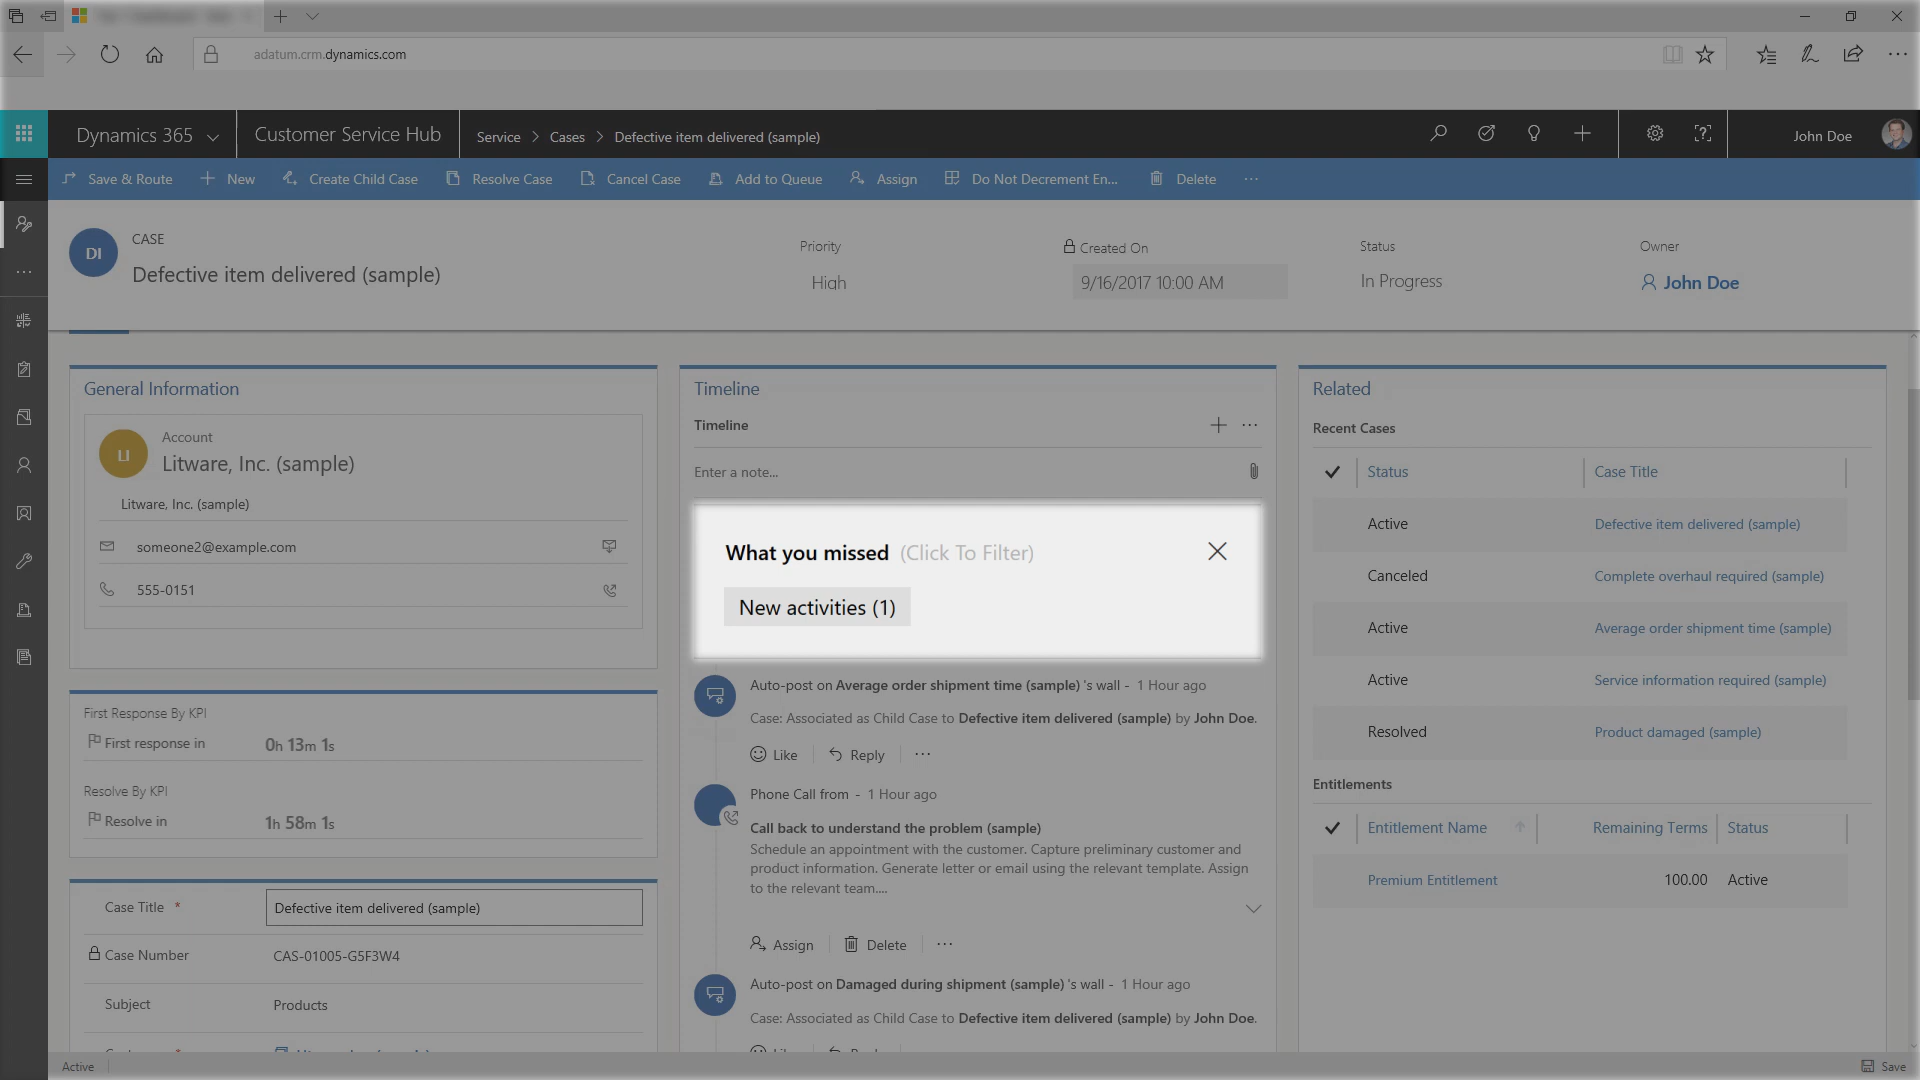 adatum.crm.dynamics.com
Dynamics 365
Customer Service Hub
Service > Cases > Defective item delivered (sample)
John Doe
Save & Route
New
Create Child Case
Resolve Case
Cancel Case
Add to Queue
Assign
Do Not Decrement En...
Delete
DI
CASE
Defective item delivered (sample)
Priority
High
Created On
9/16/2017 10:00 AM
Status
In Progress
Owner
John Doe
General Information
LI
Account
Litware, Inc. (sample)
Litware, Inc. (sample)
someone2@example.com
555-0151
First Response By KPI
First response in 0h 13m 1s
Resolve By KPI
Resolve in 1h 58m 1s
Case Title * Defective item delivered (sample)
Case Number CAS-01005-G5F3W4
Subject Products
Timeline
Timeline
Enter a note...
What you missed (Click To Filter)
New activities (1)
Auto-post on Average order shipment time (sample) 's wall - 1 Hour ago
Case: Associated as Child Case to Defective item delivered (sample) by John Doe.
Like Reply ...
Phone Call from - 1 Hour ago
Call back to understand the problem (sample)
Schedule an appointment with the customer. Capture preliminary customer and
product information. Generate letter or email using the relevant template. Assign
to the relevant team....
Assign Delete ...
Auto-post on Damaged during shipment (sample) 's wall - 1 Hour ago
Case: Associated as Child Case to Defective item delivered (sample) by John Doe.
Related
Recent Cases
Status Case Title
Active Defective item delivered (sample)
Canceled Complete overhaul required (sample)
Active Average order shipment time (sample)
Active Service information required (sample)
Resolved Product damaged (sample)
Entitlements
Entitlement Name Remaining Terms Status
Premium Entitlement 100.00 Active
Active
Save